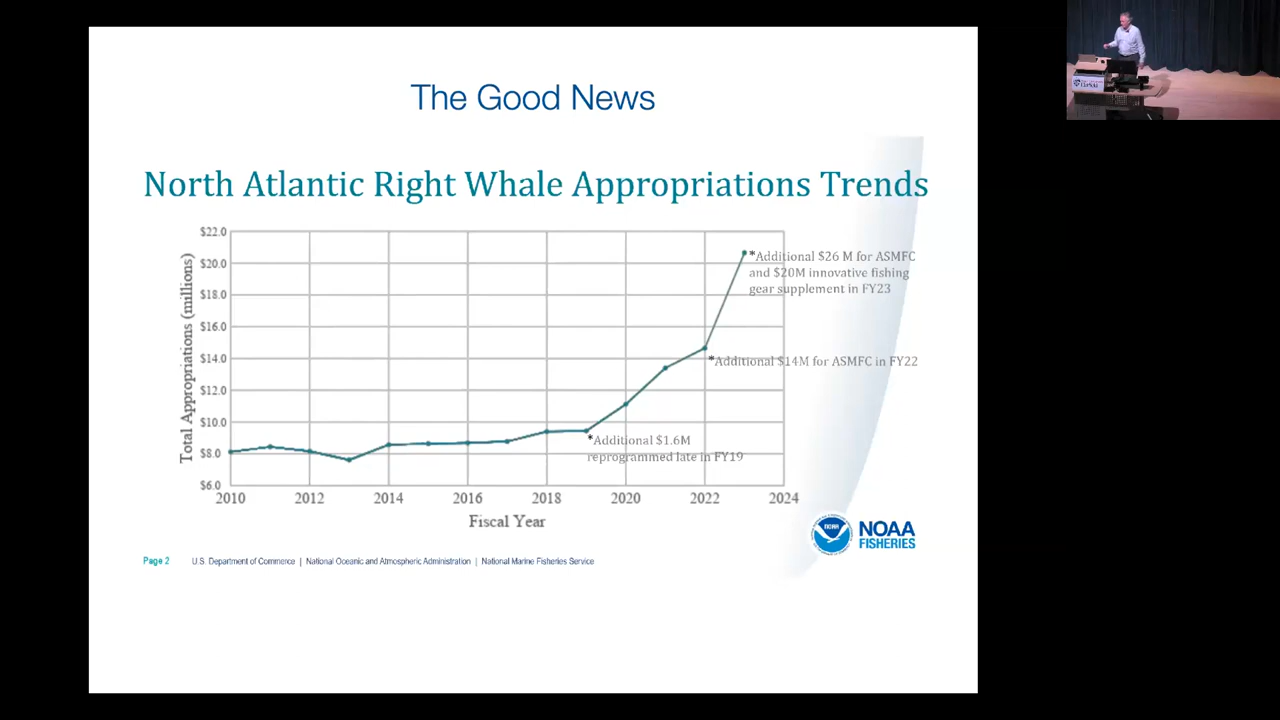 The Good News
North Atlantic Right Whale Appropriations Trends
$22.0
$20.0
$18.0
$16.0
$14.0
$12.0
$10.0
$8.0
$6.0
Total Appropriations (millions)
*Additional $26 M for ASMFC
and $20M innovative fishing
gear supplement in FY23
*Additional $14M for ASMFC in FY22
*Additional $1.6M
reprogrammed late in FY19
2010 2012 2014 2016 2018 2020 2022 2024
Fiscal Year
NOAA
NOAA
FISHERIES
Page 2 U.S. Department of Commerce | National Oceanic and Atmospheric Administration | National Marine Fisheries Service